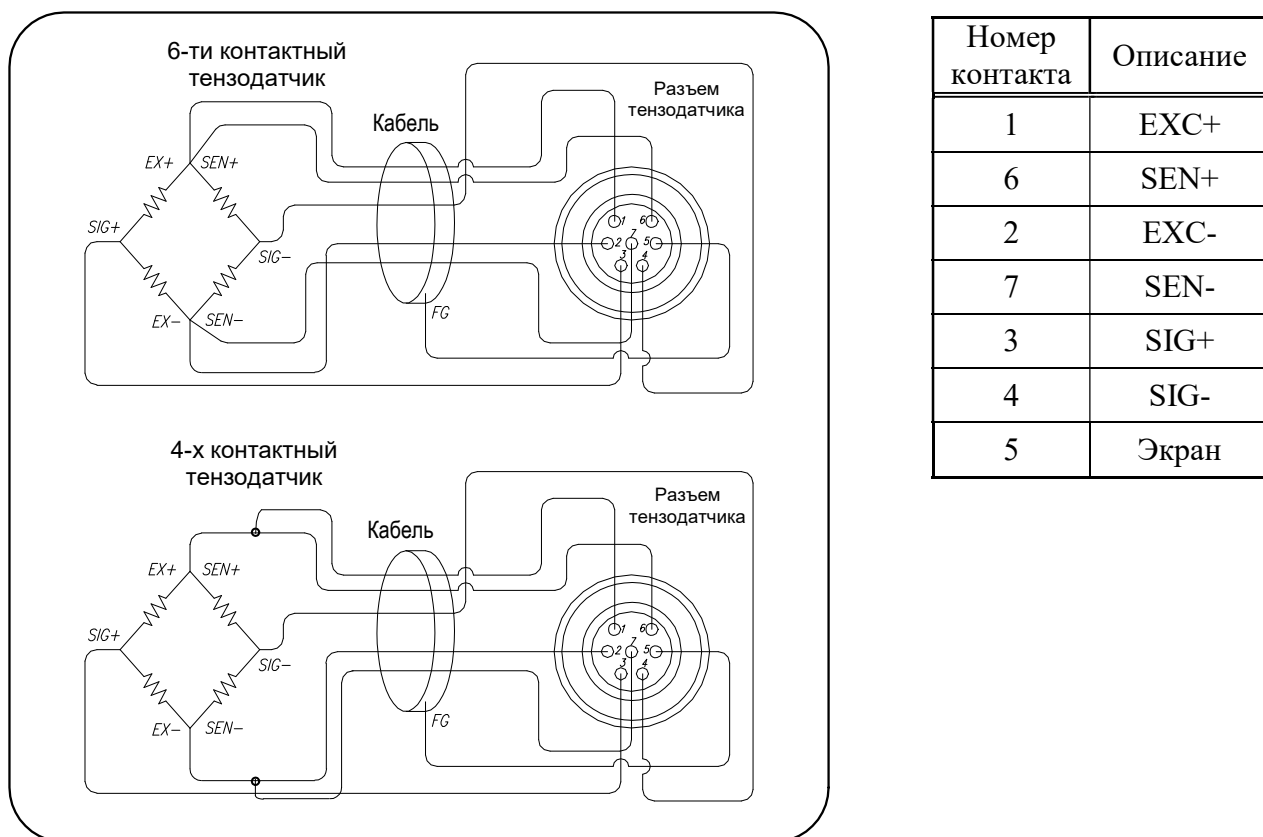 6-ти контактный
тензодатчик
Разъем
тензодатчика
Кабель
EX+ SEN+
SIG+
SIG−
EX− SEN−
FG
1 6
7
2 5
3 4
4-х контактный
тензодатчик
Разъем
тензодатчика
Кабель
EX+ SEN+
SIG+
SIG−
EX− SEN−
FG
1 6
7
2 5
3 4
Номер
контакта
Описание
1 EXC+
6 SEN+
2 EXC-
7 SEN-
3 SIG+
4 SIG-
5 Экран